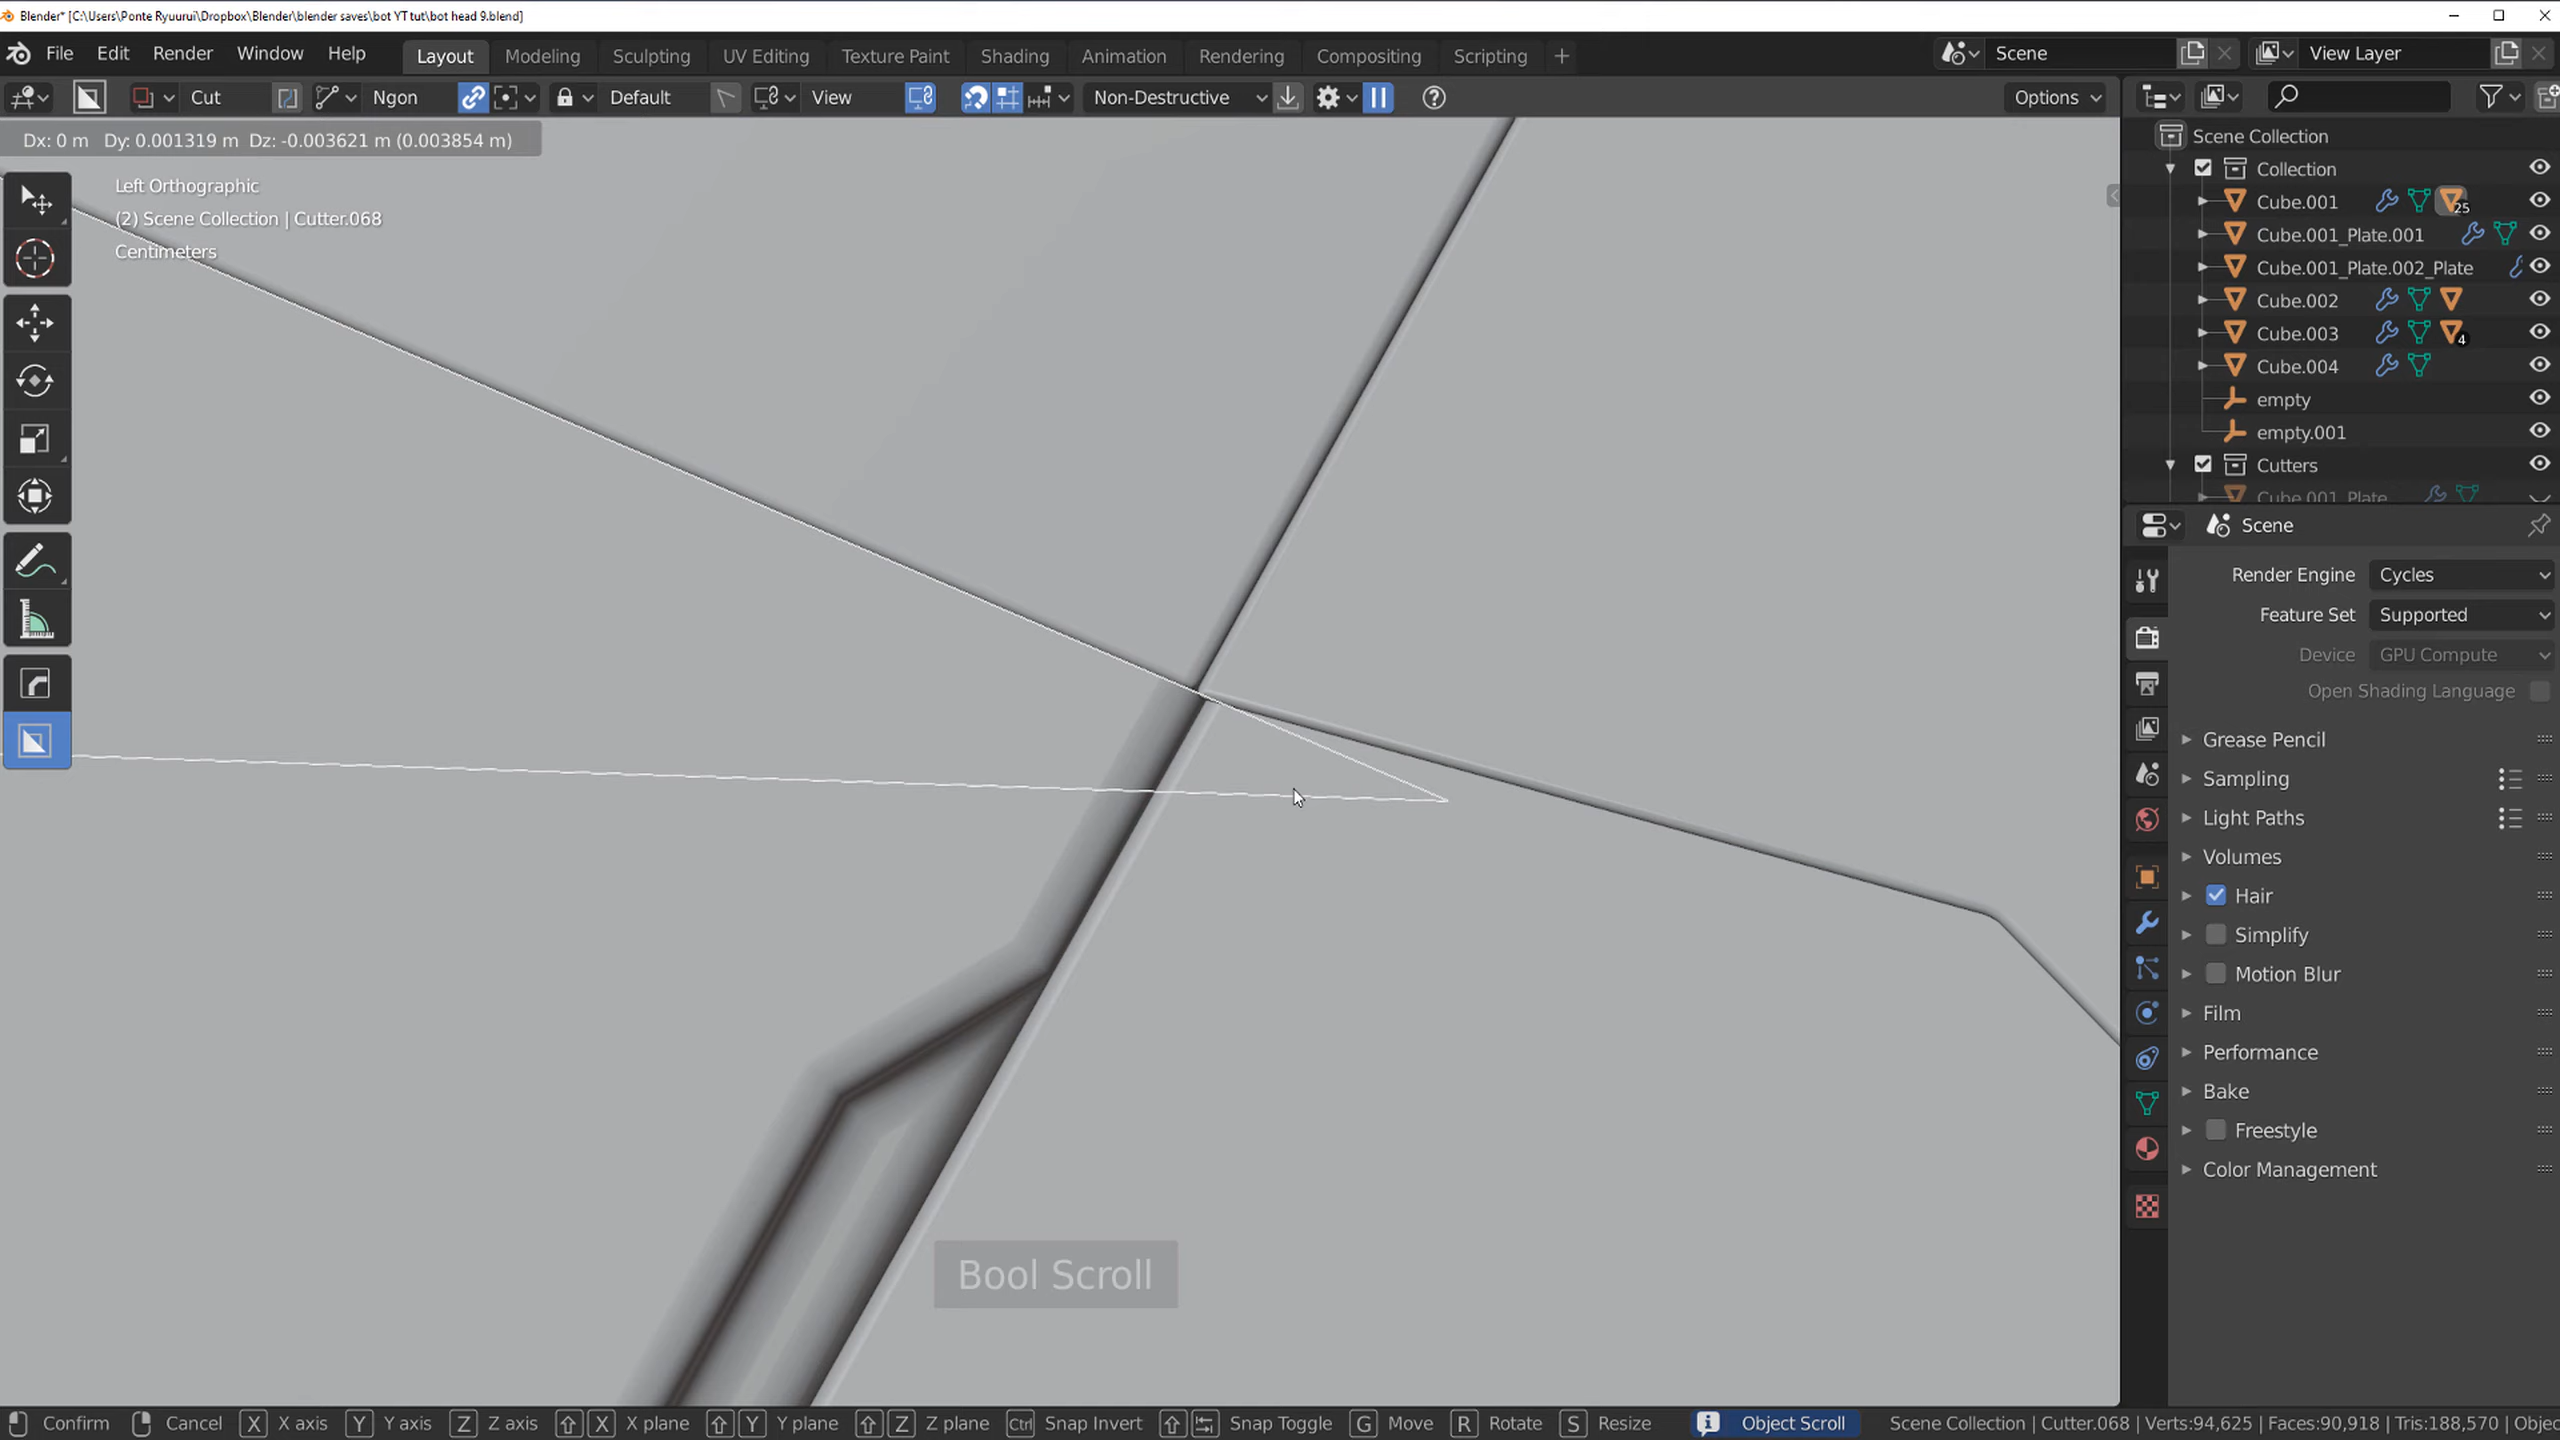 Blender* [C:\Users\Ponte Ryuurui\Dropbox\Blender\blender saves\bot YT tut\bot head 9.blend]
File Edit Render Window Help Layout Modeling Sculpting UV Editing Texture Paint Shading Animation Rendering Compositing Scripting + Scene View Layer
Cut Ngon Default View Non-Destructive Options
Dx: 0 m Dy: 0.001319 m Dz: -0.003621 m (0.003854 m)
Left Orthographic
(2) Scene Collection | Cutter.068
Centimeters
Scene Collection
Collection
Cube.001 25
Cube.001_Plate.001
Cube.001_Plate.002_Plate
Cube.002
Cube.003 4
Cube.004
empty
empty.001
Cutters
Cube.001_Plate
Scene
Render Engine Cycles
Feature Set Supported
Device GPU Compute
Open Shading Language
Grease Pencil
Sampling
Light Paths
Volumes
Hair
Simplify
Motion Blur
Film
Performance
Bake
Freestyle
Color Management
Bool Scroll
Confirm Cancel X X axis Y Y axis Z Z axis X X plane Y Y plane Z Z plane Ctrl Snap Invert Snap Toggle G Move R Rotate S Resize Object Scroll Scene Collection | Cutter.068 | Verts:94,625 | Faces:90,918 | Tris:188,570 | Objec